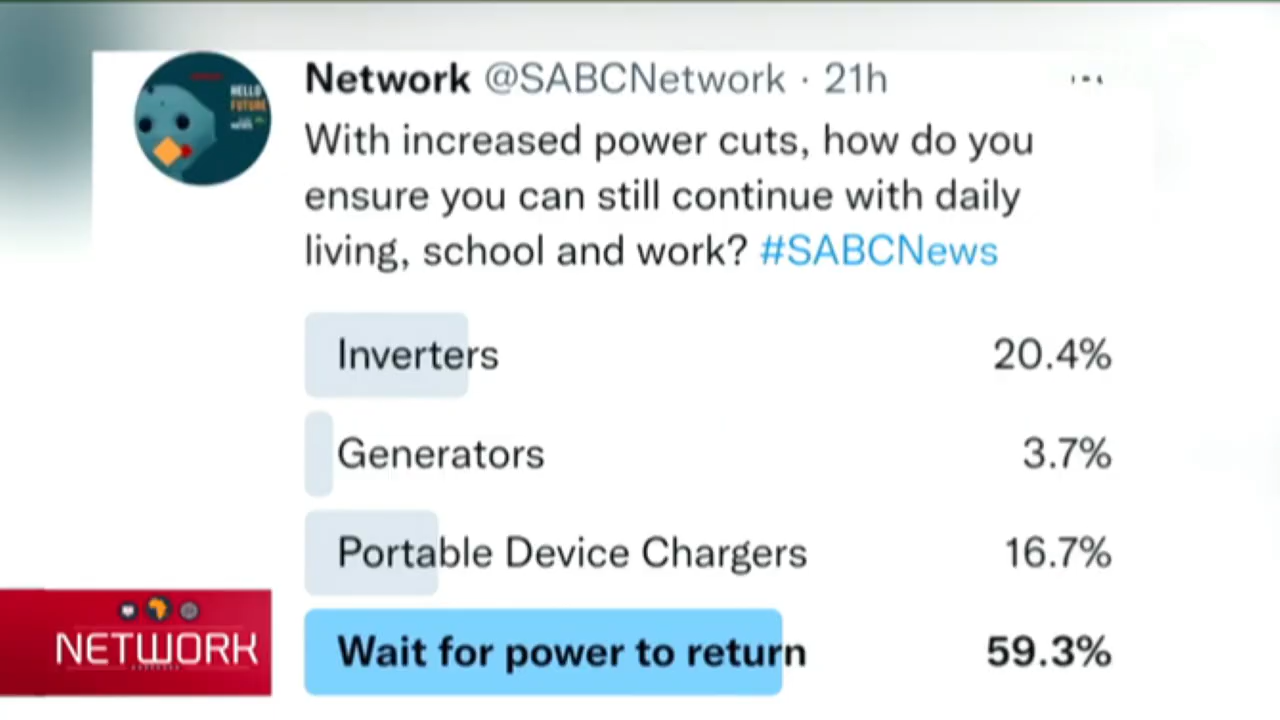 Network @SABCNetwork · 21h
HELLO
FUTURE
With increased power cuts, how do you
ensure you can still continue with daily
living, school and work? #SABCNews
Inverters 20.4%
Generators 3.7%
Portable Device Chargers 16.7%
Wait for power to return 59.3%
NETWORK